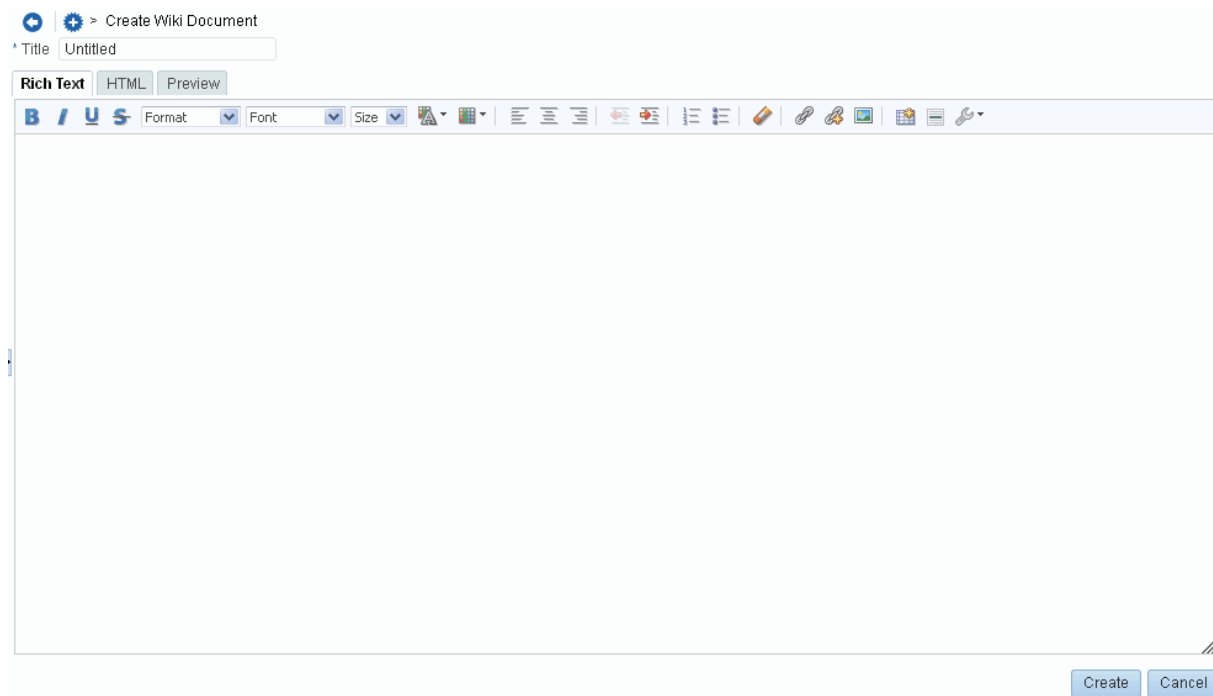 > Create Wiki Document
* Title Untitled
Rich Text HTML Preview
B I U S Format Font Size
Create Cancel